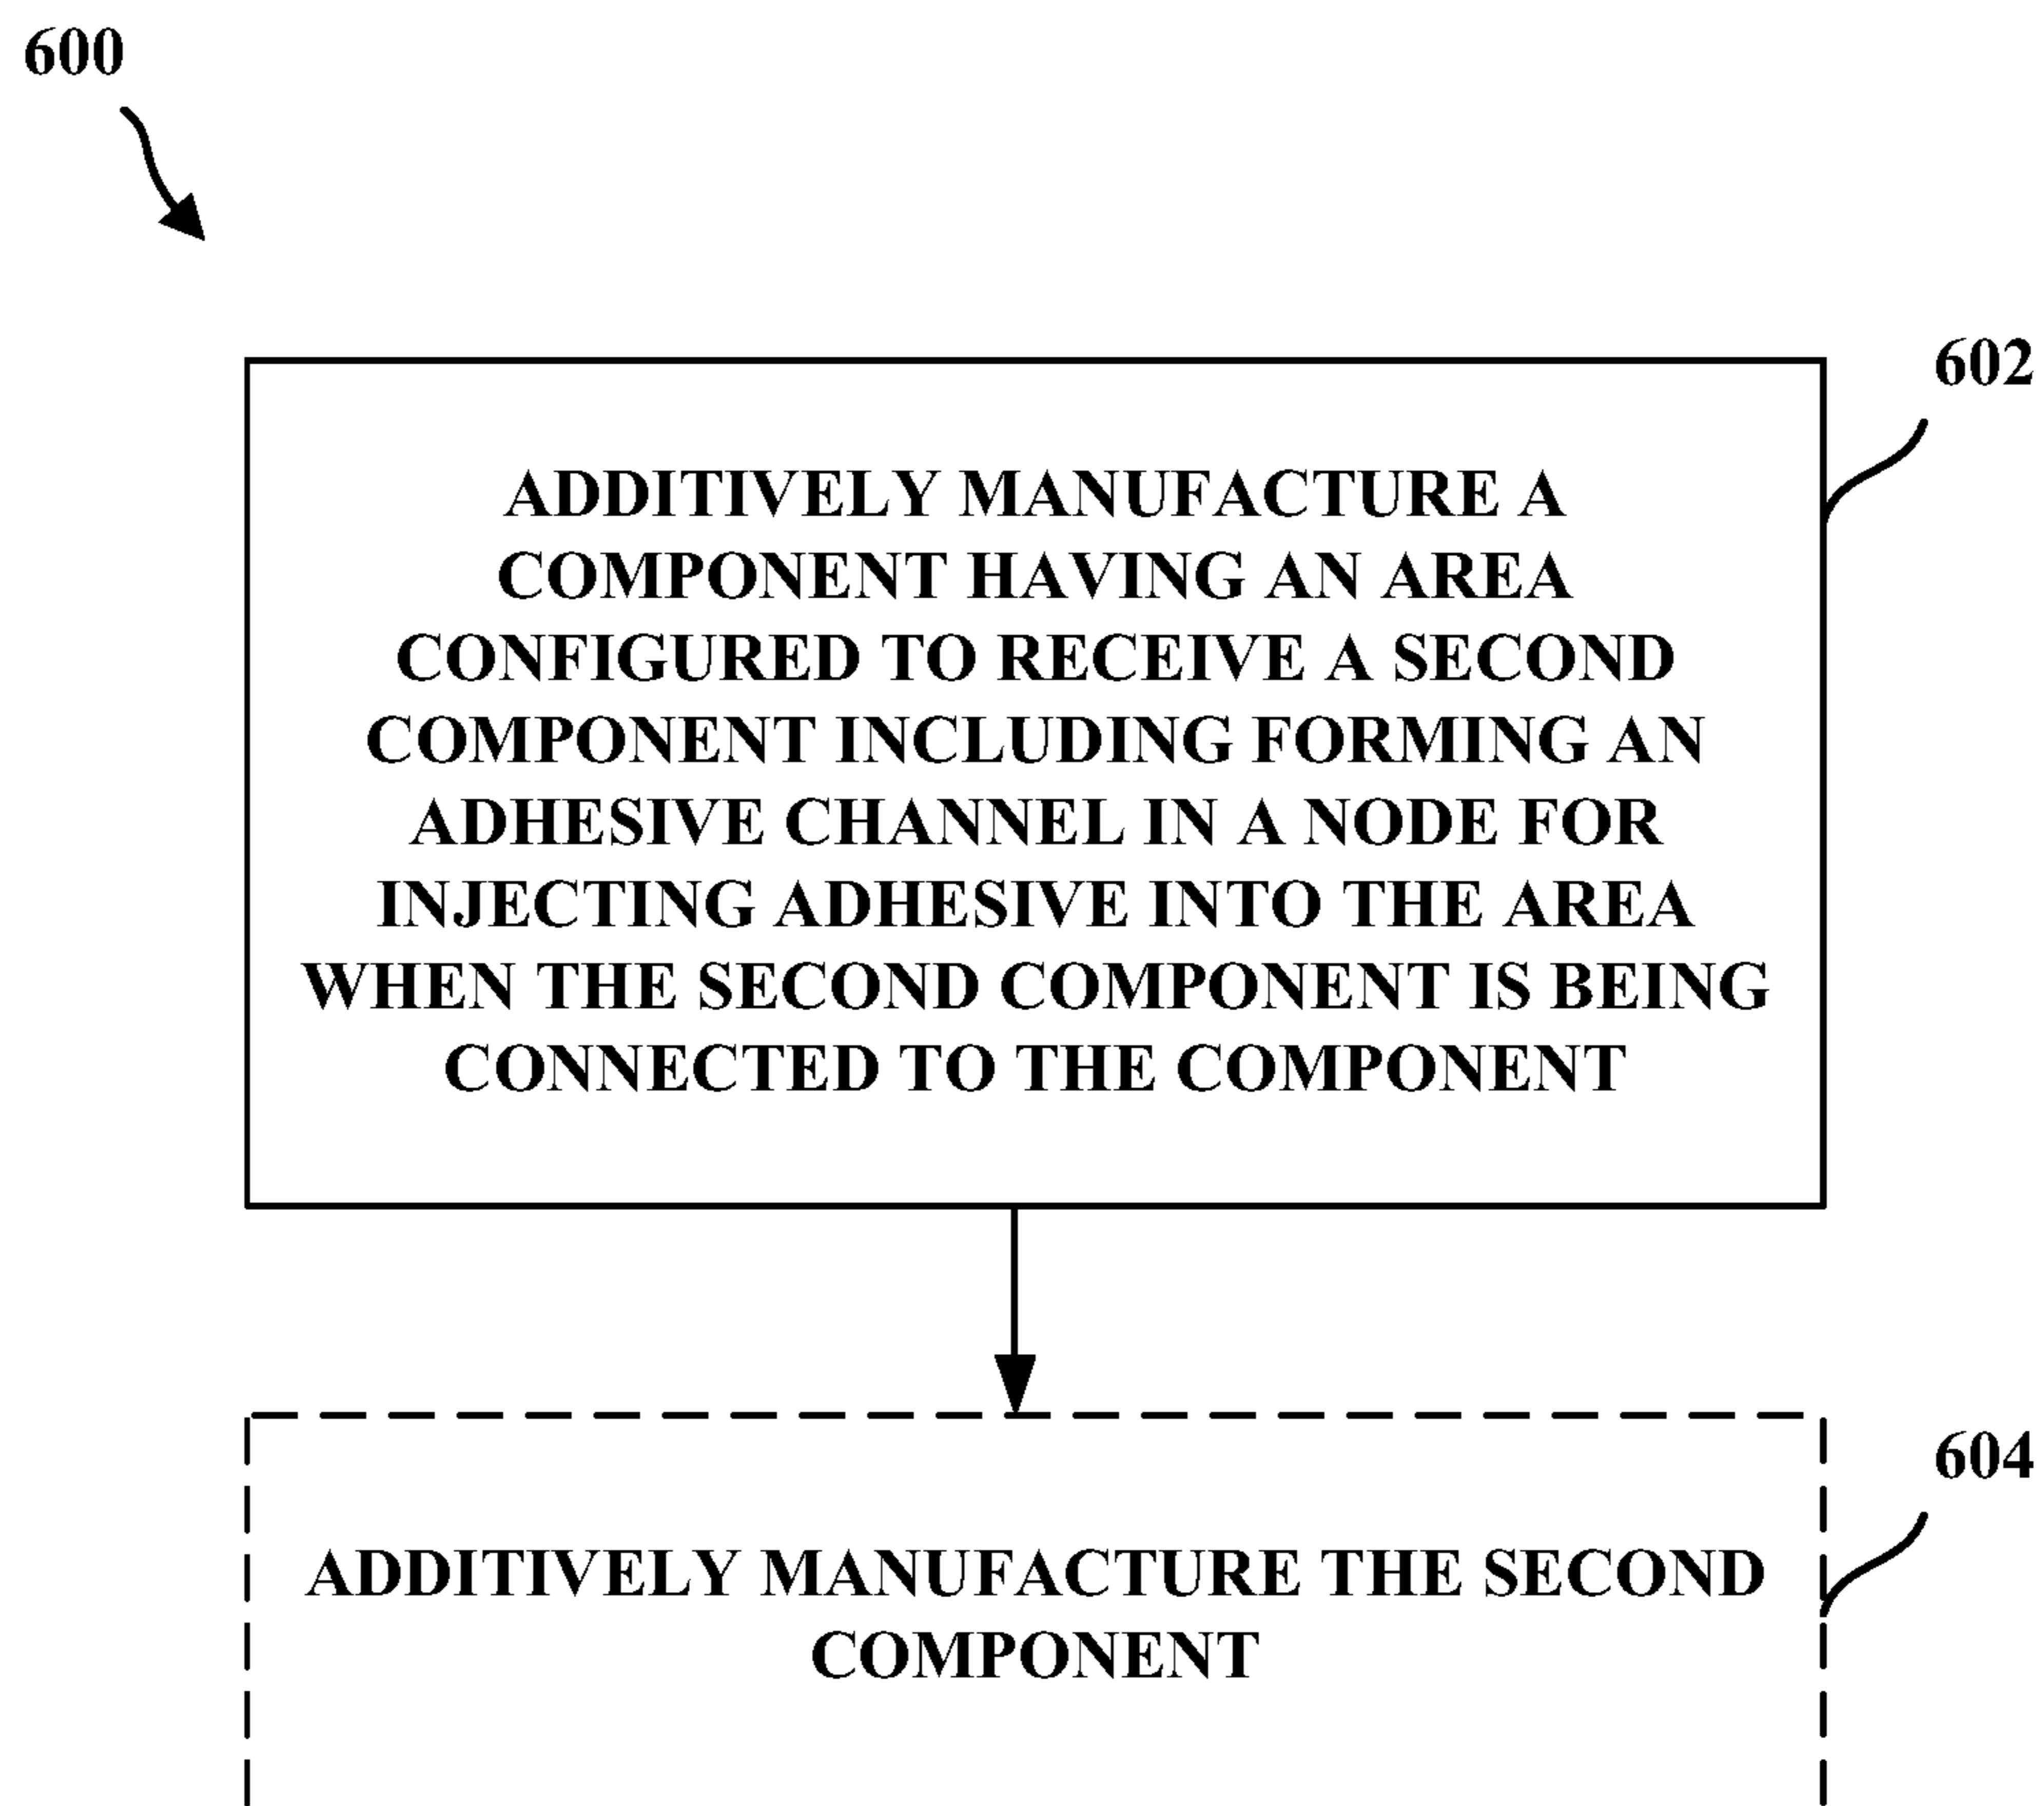 600
602
ADDITIVELY MANUFACTURE A
COMPONENT HAVING AN AREA
CONFIGURED TO RECEIVE A SECOND
COMPONENT INCLUDING FORMING AN
ADHESIVE CHANNEL IN A NODE FOR
INJECTING ADHESIVE INTO THE AREA
WHEN THE SECOND COMPONENT IS BEING
CONNECTED TO THE COMPONENT
604
ADDITIVELY MANUFACTURE THE SECOND
COMPONENT